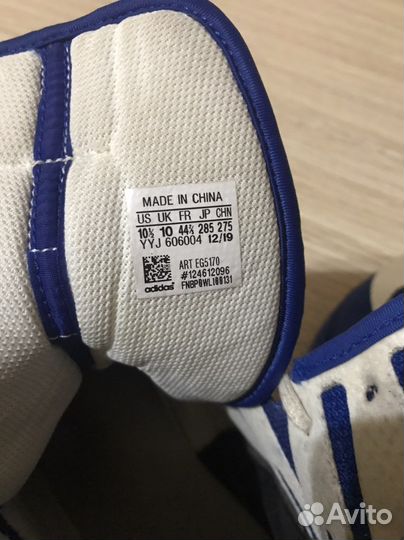 MADE IN CHINA
US UK FR JP CHN
10½ 10 44⅔ 285 275
YYJ 606004 12/19
ART EG5170
#124612096
FNBP0WL100131
adidas
Avito